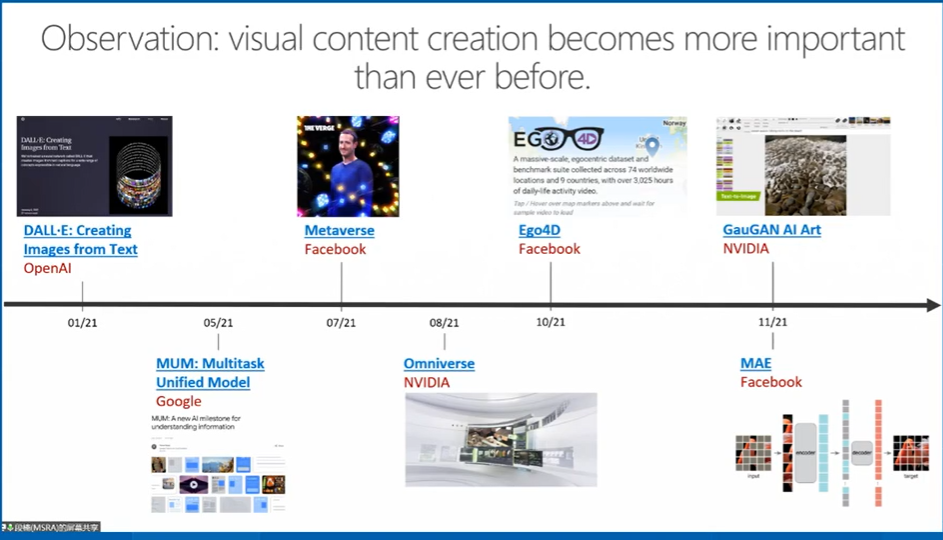 Observation: visual content creation becomes more important
than ever before.
DALL·E: Creating
Images from Text
THE VERGE
EGO 4D
Norway
A massive-scale, egocentric dataset and
benchmark suite collected across 74 worldwide
locations and 9 countries, with over 3,025 hours
of daily-life activity video.
Tap / Hover over map markers above and wait for
sample video to load
Text-to-Image
DALL·E: Creating
Images from Text
OpenAI
Metaverse
Facebook
Ego4D
Facebook
GauGAN AI Art
NVIDIA
01/21
05/21
07/21
08/21
10/21
11/21
MUM: Multitask
Unified Model
Google
MUM: A new AI milestone for
understanding information
Omniverse
NVIDIA
MAE
Facebook
input
encoder
decoder
target
段楠(MSRA)的屏幕共享